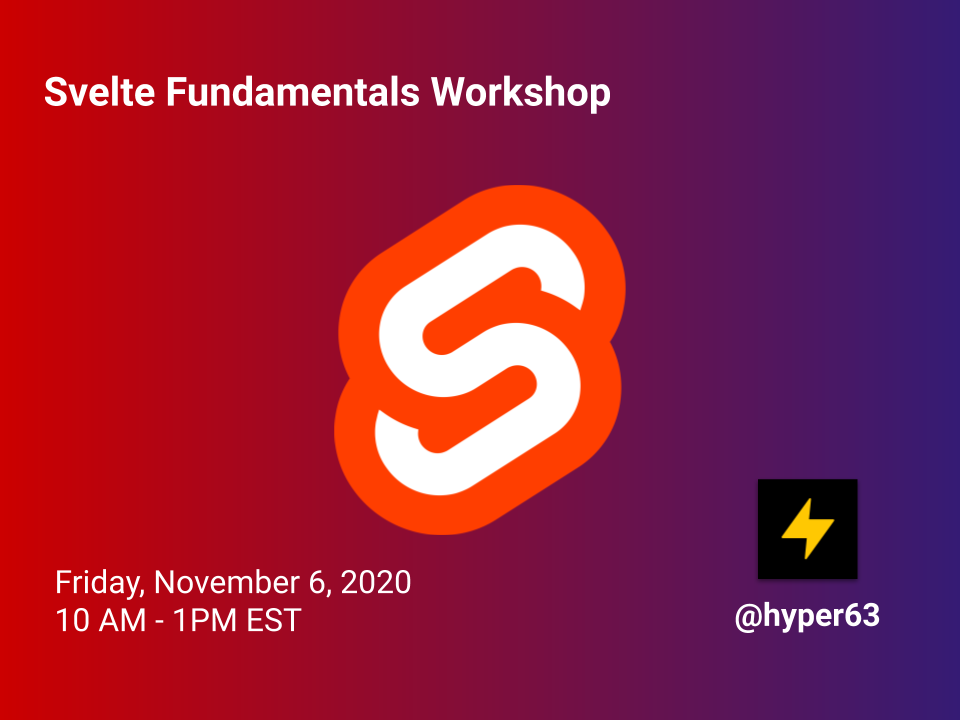 Svelte Fundamentals Workshop
Friday, November 6, 2020
10 AM - 1PM EST
@hyper63